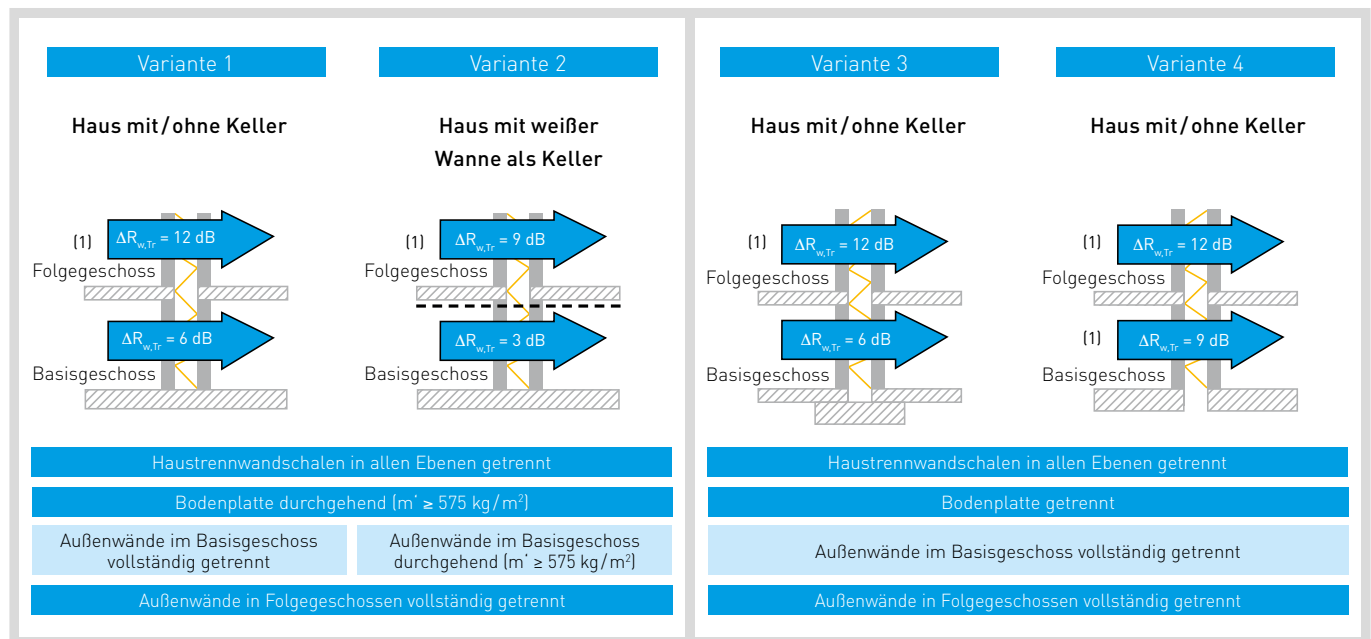 Variante 1
Haus mit/ohne Keller
(1)
ΔRw,Tr = 12 dB
Folgegeschoss
ΔRw,Tr = 6 dB
Basisgeschoss
Variante 2
Haus mit weißer
Wanne als Keller
(1)
ΔRw,Tr = 9 dB
Folgegeschoss
ΔRw,Tr = 3 dB
Basisgeschoss
Haustrennwandschalen in allen Ebenen getrennt
Bodenplatte durchgehend (m' ≥ 575 kg/m²)
Außenwände im Basisgeschoss
vollständig getrennt
Außenwände im Basisgeschoss
durchgehend (m' ≥ 575 kg/m²)
Außenwände in Folgegeschossen vollständig getrennt
Variante 3
Haus mit/ohne Keller
(1)
ΔRw,Tr = 12 dB
Folgegeschoss
ΔRw,Tr = 6 dB
Basisgeschoss
Variante 4
Haus mit/ohne Keller
(1)
ΔRw,Tr = 12 dB
Folgegeschoss
(1)
ΔRw,Tr = 9 dB
Basisgeschoss
Haustrennwandschalen in allen Ebenen getrennt
Bodenplatte getrennt
Außenwände im Basisgeschoss vollständig getrennt
Außenwände in Folgegeschossen vollständig getrennt